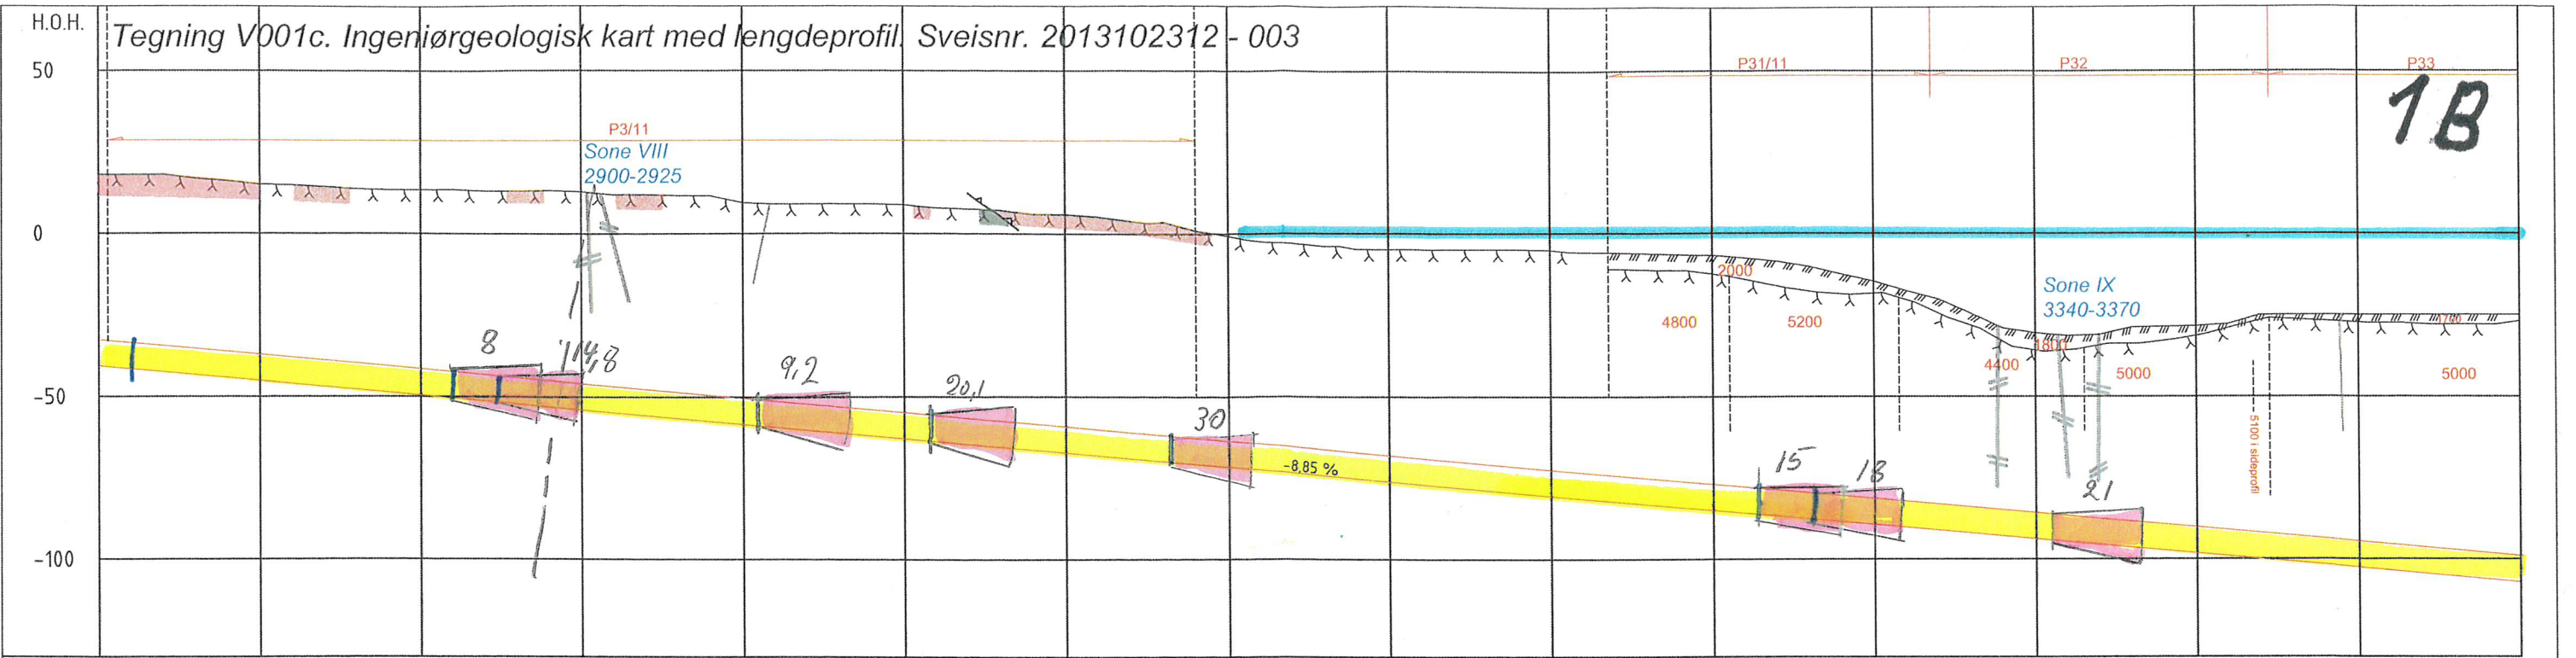 H.O.H.
Tegning V001c. Ingeniørgeologisk kart med lengdeprofil. Sveisnr. 2013102312 - 003
50
P31/11
P32
P33
1B
P3/11
Sone VIII
2900-2925
0
2000
Sone IX
3340-3370
4800
5200
1700
1800
4400
5000
5000
8
14,8
9,2
20,1
-50
30
5100 i sideprofil
-8,85 %
15
18
21
-100